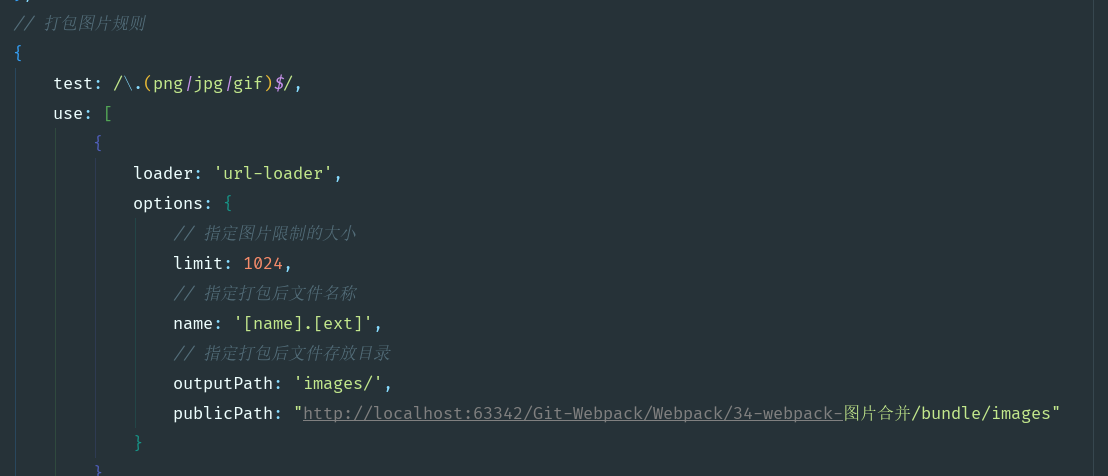 // 打包图片规则
{
test: /\.(png|jpg|gif)$/,
use: [
{
loader: 'url-loader',
options: {
// 指定图片限制的大小
limit: 1024,
// 指定打包后文件名称
name: '[name].[ext]',
// 指定打包后文件存放目录
outputPath: 'images/',
publicPath: "http://localhost:63342/Git-Webpack/Webpack/34-webpack-图片合并/bundle/images"
}
}